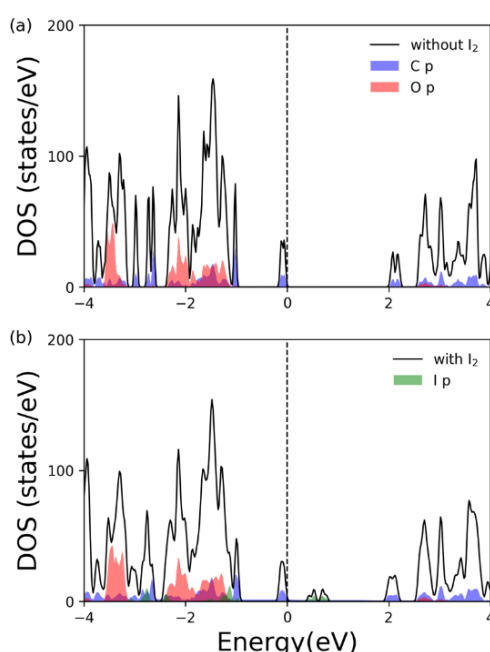 (a)
200
100
0
DOS (states/eV)
without I₂
C p
O p
−4
−2
0
2
4
(b)
200
100
0
DOS (states/eV)
with I₂
I p
−4
−2
0
2
4
Energy(eV)